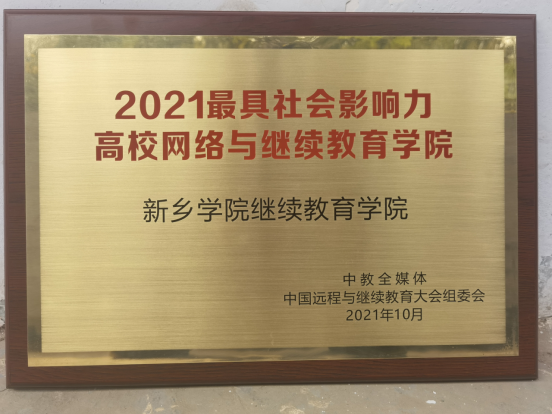 2021最具社会影响力
高校网络与继续教育学院
新乡学院继续教育学院
中教全媒体
中国远程与继续教育大会组委会
2021年10月